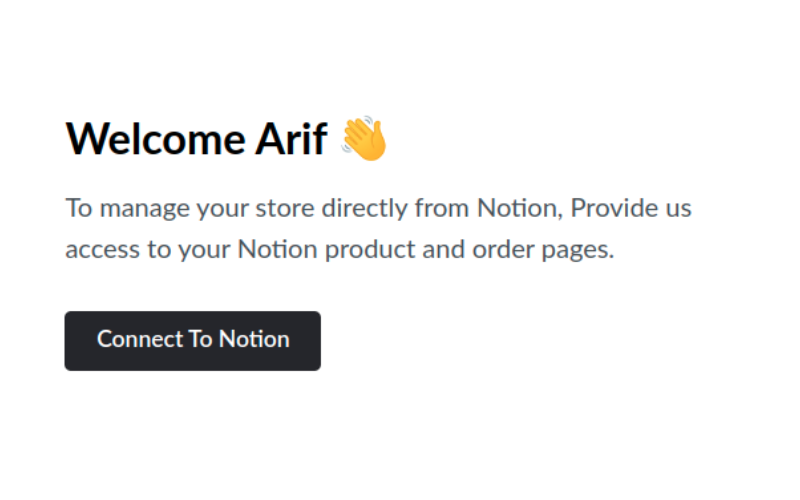 Welcome Arif 👋
To manage your store directly from Notion, Provide us
access to your Notion product and order pages.
Connect To Notion